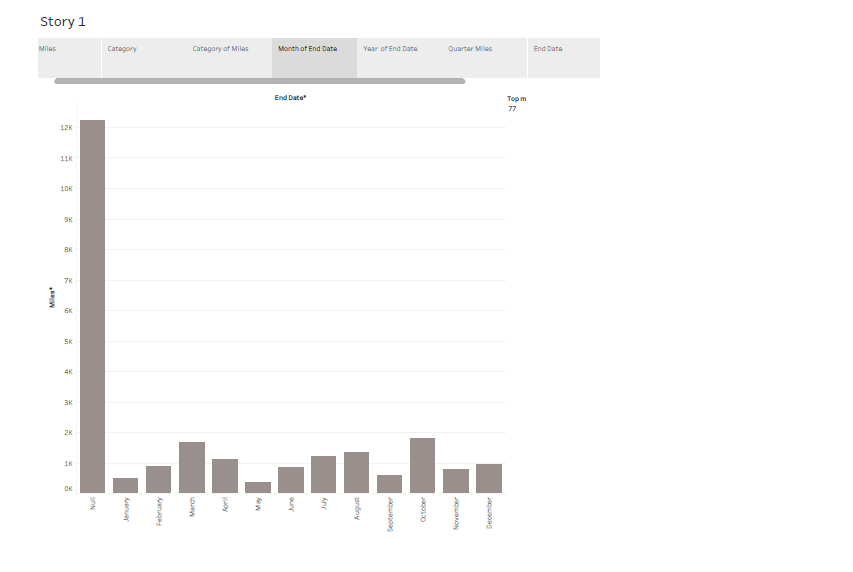 Story 1
Miles
Category
Category of Miles
Month of End Date
Year of End Date
Quarter Miles
End Date
End Date*
Top m
77
12K
11K
10K
9K
8K
7K
6K
5K
4K
3K
2K
1K
0K
Miles*
Null
January
February
March
April
May
June
July
August
September
October
November
December